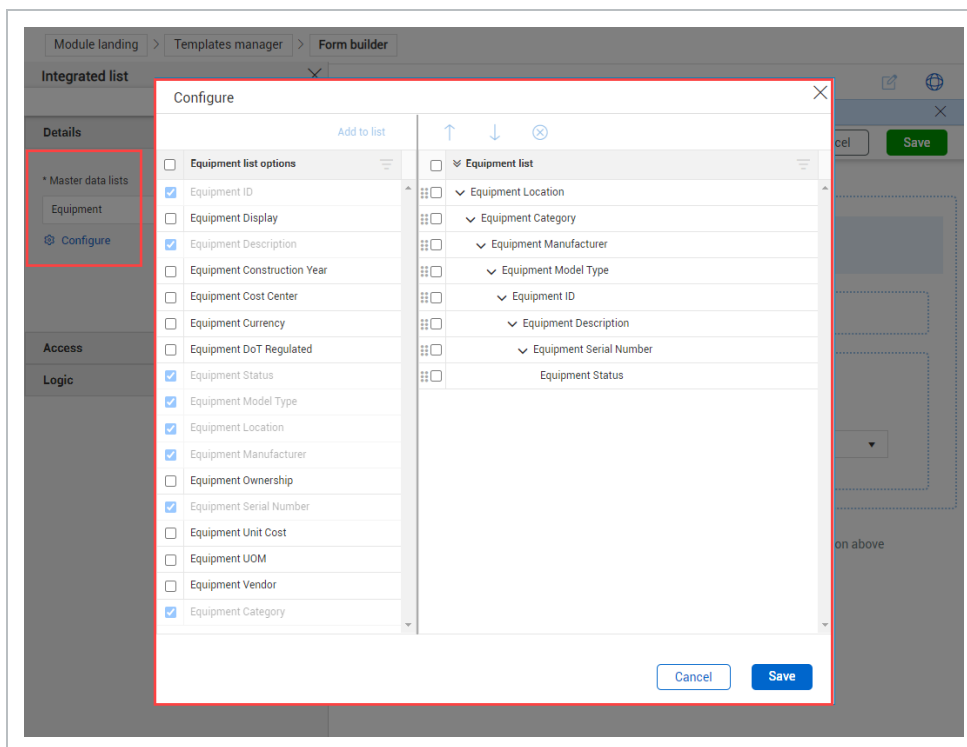 Module landing > Templates manager > Form builder
Integrated list
Details
* Master data lists
Equipment
Configure
Access
Logic
Configure
Add to list
Equipment list options
Equipment ID
Equipment Display
Equipment Description
Equipment Construction Year
Equipment Cost Center
Equipment Currency
Equipment DoT Regulated
Equipment Status
Equipment Model Type
Equipment Location
Equipment Manufacturer
Equipment Ownership
Equipment Serial Number
Equipment Unit Cost
Equipment UOM
Equipment Vendor
Equipment Category
Equipment list
Equipment Location
Equipment Category
Equipment Manufacturer
Equipment Model Type
Equipment ID
Equipment Description
Equipment Serial Number
Equipment Status
Cancel
Save
cel
Save
on above